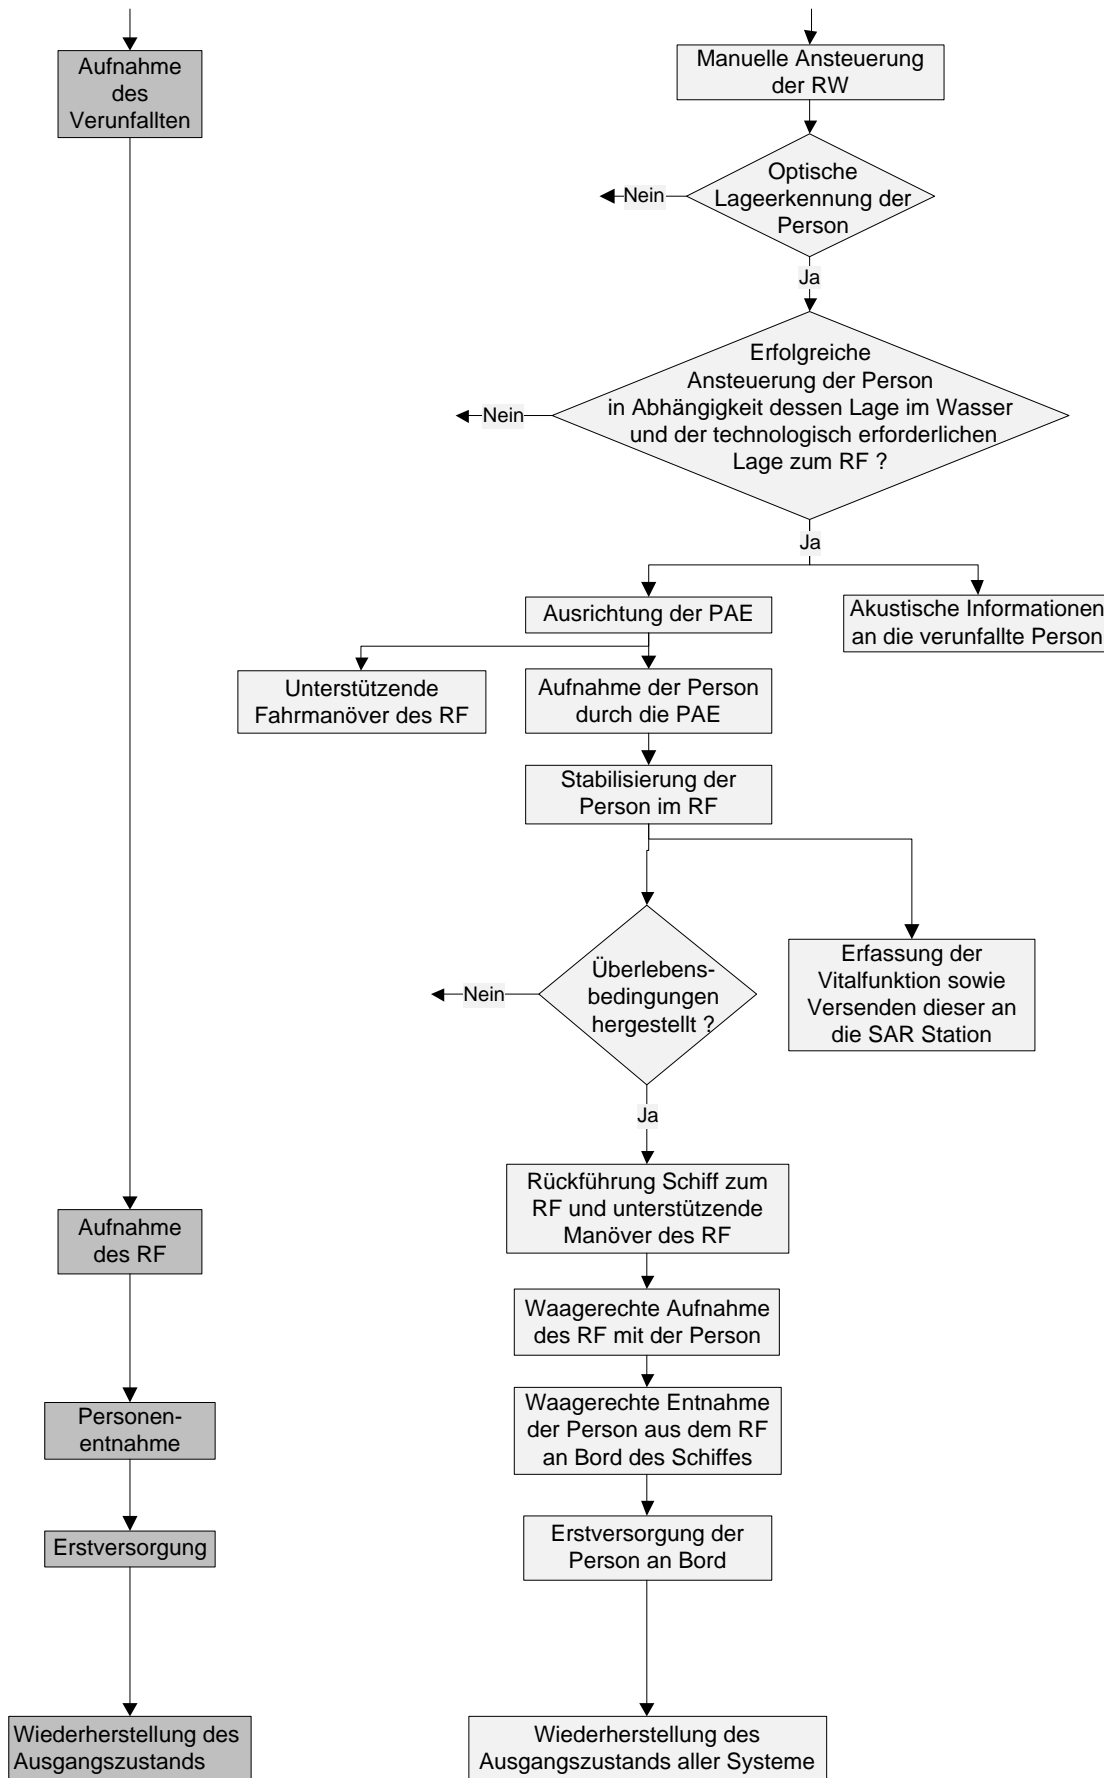 Aufnahme
des
Verunfallten
Manuelle Ansteuerung
der RW
Optische
Lageerkennung der
Person
Nein
Ja
Erfolgreiche
Ansteuerung der Person
in Abhängigkeit dessen Lage im Wasser
und der technologisch erforderlichen
Lage zum RF ?
Nein
Ja
Ausrichtung der PAE
Akustische Informationen
an die verunfallte Person
Unterstützende
Fahrmanöver des RF
Aufnahme der Person
durch die PAE
Stabilisierung der
Person im RF
Überlebens-
bedingungen
hergestellt ?
Nein
Erfassung der
Vitalfunktion sowie
Versenden dieser an
die SAR Station
Ja
Aufnahme
des RF
Rückführung Schiff zum
RF und unterstützende
Manöver des RF
Waagerechte Aufnahme
des RF mit der Person
Personen-
entnahme
Waagerechte Entnahme
der Person aus dem RF
an Bord des Schiffes
Erstversorgung
Erstversorgung der
Person an Bord
Wiederherstellung des
Ausgangszustands
Wiederherstellung des
Ausgangszustands aller Systeme